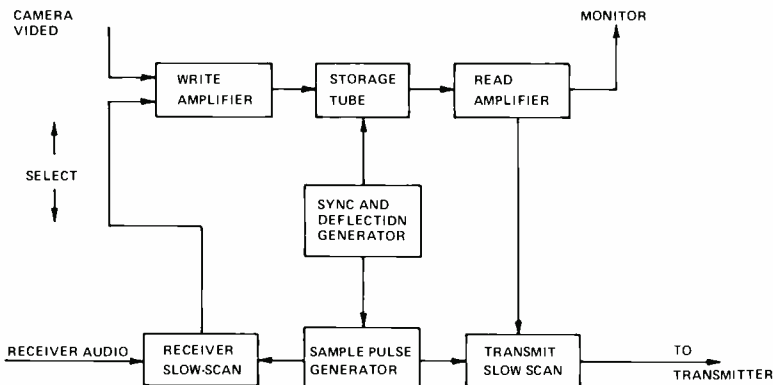 CAMERA
VIDED
MONITOR
WRITE
AMPLIFIER
STORAGE
TUBE
READ
AMPLIFIER
SELECT
SYNC AND
DEFLECTION
GENERATOR
RECEIVER AUDIO
RECEIVER
SLOW-SCAN
SAMPLE PULSE
GENERATOR
TRANSMIT
SLOW SCAN
TO
TRANSMITTER